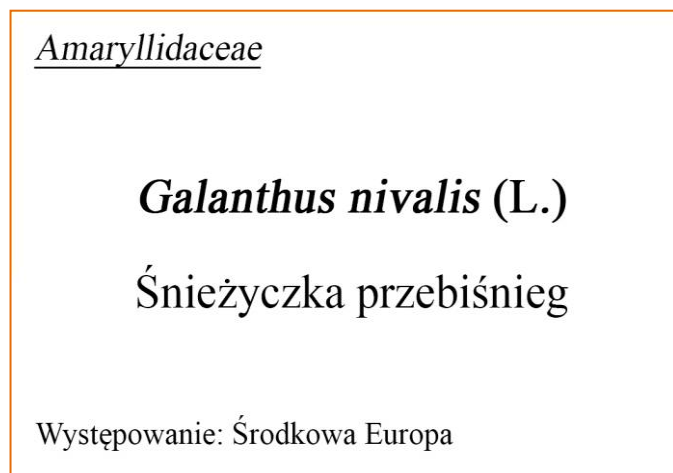 Amaryllidaceae
Galanthus nivalis (L.)
Śnieżyczka przebiśnieg
Występowanie: Środkowa Europa